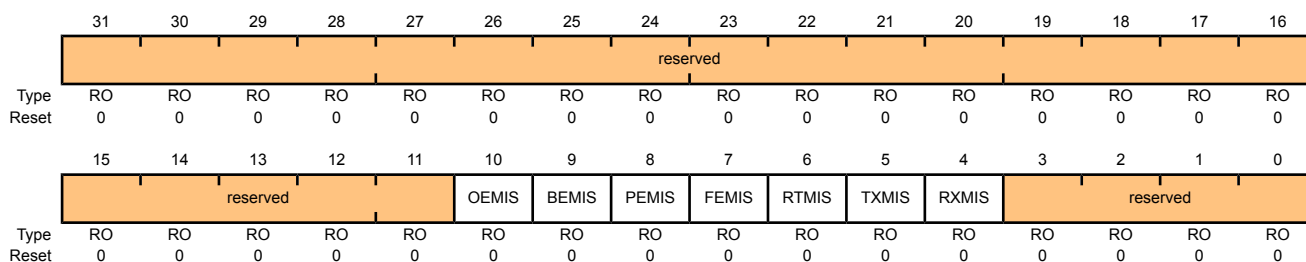 31 30 29 28 27 26 25 24 23 22 21 20 19 18 17 16
reserved
Type RO RO RO RO RO RO RO RO RO RO RO RO RO RO RO RO
Reset 0 0 0 0 0 0 0 0 0 0 0 0 0 0 0 0
15 14 13 12 11 10 9 8 7 6 5 4 3 2 1 0
reserved OEMIS BEMIS PEMIS FEMIS RTMIS TXMIS RXMIS reserved
Type RO RO RO RO RO RO RO RO RO RO RO RO RO RO RO RO
Reset 0 0 0 0 0 0 0 0 0 0 0 0 0 0 0 0